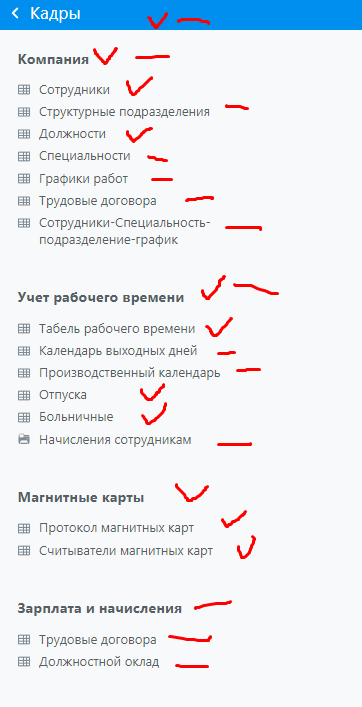 Кадры
Компания
Сотрудники
Структурные подразделения
Должности
Специальности
Графики работ
Трудовые договора
Сотрудники-Специальность-
подразделение-график
Учет рабочего времени
Табель рабочего времени
Календарь выходных дней
Производственный календарь
Отпуска
Больничные
Начисления сотрудникам
Магнитные карты
Протокол магнитных карт
Считыватели магнитных карт
Зарплата и начисления
Трудовые договора
Должностной оклад